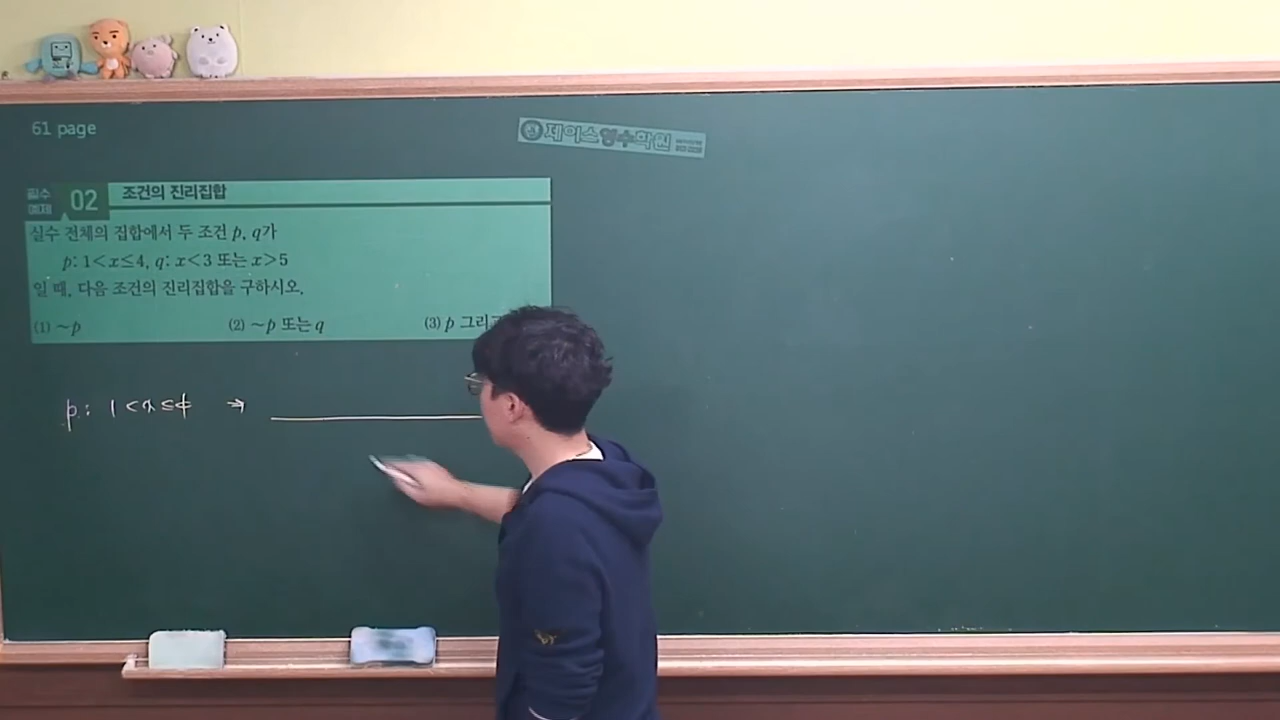 61 page
제이스영수학원
필수 예제 02 조건의 진리집합
실수 전체의 집합에서 두 조건 p, q가
p: 1<x≤4, q: x<3 또는 x>5
일 때, 다음 조건의 진리집합을 구하시오.
(1) ~p (2) ~p 또는 q (3) p 그리고
p: 1<x≤4 →